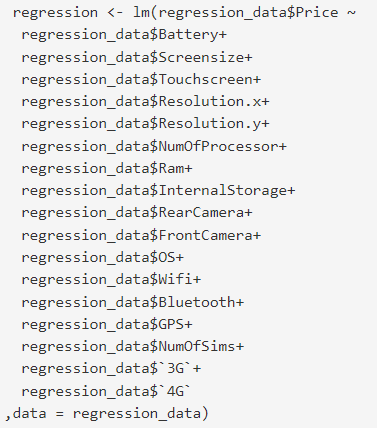 regression <- lm(regression_data$Price ~
regression_data$Battery+
regression_data$Screensize+
regression_data$Touchscreen+
regression_data$Resolution.x+
regression_data$Resolution.y+
regression_data$NumOfProcessor+
regression_data$Ram+
regression_data$InternalStorage+
regression_data$RearCamera+
regression_data$FrontCamera+
regression_data$OS+
regression_data$Wifi+
regression_data$Bluetooth+
regression_data$GPS+
regression_data$NumOfSims+
regression_data$`3G`+
regression_data$`4G`
,data = regression_data)